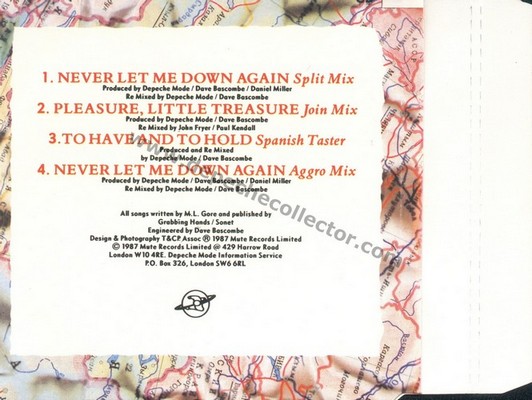 1. NEVER LET ME DOWN AGAIN Split Mix
Produced by Depeche Mode / Dave Bascombe / Daniel Miller
Re Mixed by Depeche Mode / Dave Bascombe
2. PLEASURE, LITTLE TREASURE Join Mix
Produced by Depeche Mode / Dave Bascombe
Re Mixed by John Fryer / Paul Kendall
3. TO HAVE AND TO HOLD Spanish Taster
Produced and Re Mixed
by Depeche Mode / Dave Bascombe
4. NEVER LET ME DOWN AGAIN Aggro Mix
Produced by Depeche Mode / Dave Bascombe / Daniel Miller
Re Mixed by Depeche Mode / Dave Bascombe
All songs written by M.L. Gore and published by
Grabbing Hands / Sonet
Engineered by Dave Bascombe
Design & Photography T&CP. Assoc ℗ 1987 Mute Records Limited
© 1987 Mute Records Limited @ 429 Harrow Road
London W10 4RE. Depeche Mode Information Service
P.O. Box 326, London SW6 6RL